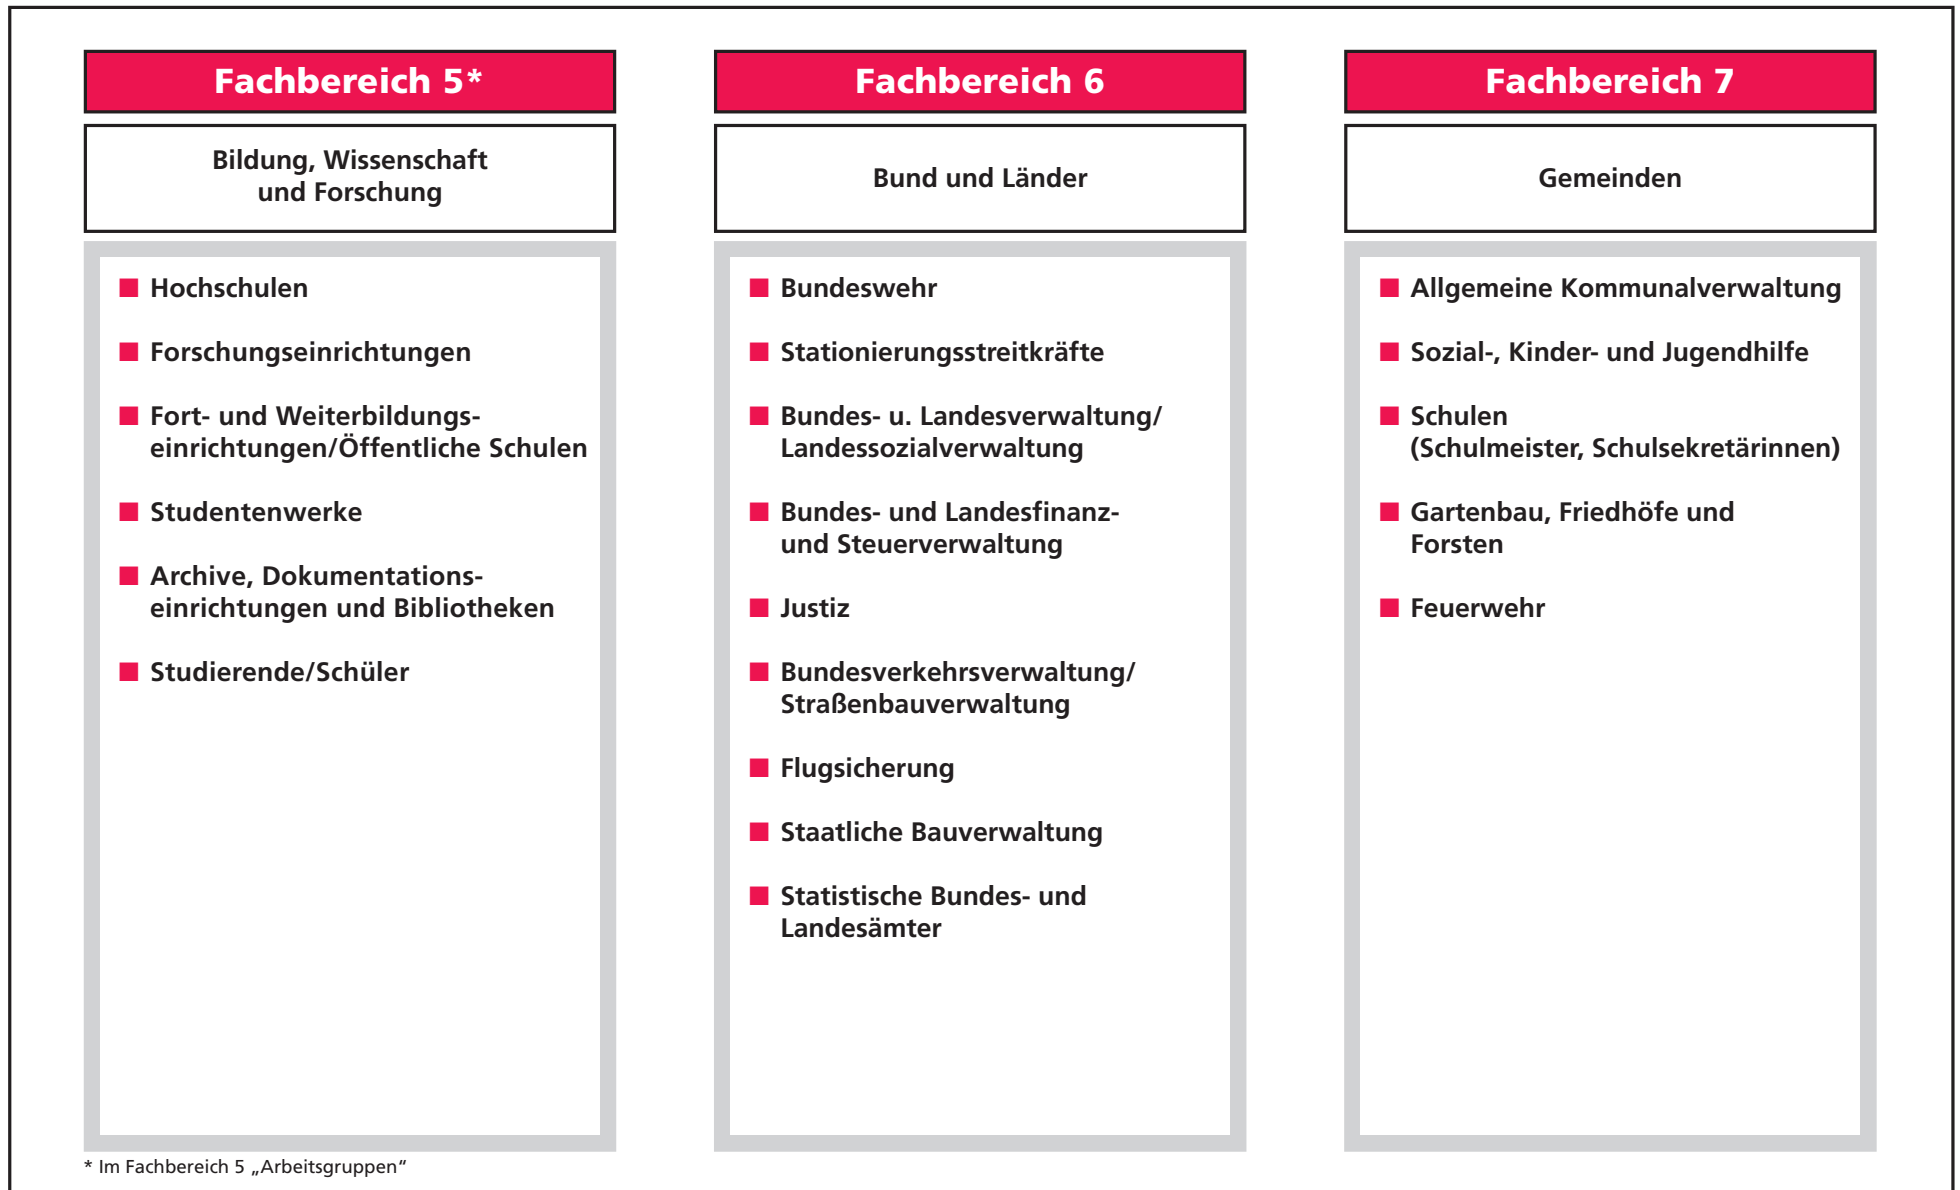 Fachbereich 5*
Bildung, Wissenschaft
und Forschung
Hochschulen
Forschungseinrichtungen
Fort- und Weiterbildungs-
einrichtungen/Öffentliche Schulen
Studentenwerke
Archive, Dokumentations-
einrichtungen und Bibliotheken
Studierende/Schüler
* Im Fachbereich 5 „Arbeitsgruppen“
Fachbereich 6
Bund und Länder
Bundeswehr
Stationierungsstreitkräfte
Bundes- u. Landesverwaltung/
Landessozialverwaltung
Bundes- und Landesfinanz-
und Steuerverwaltung
Justiz
Bundesverkehrsverwaltung/
Straßenbauverwaltung
Flugsicherung
Staatliche Bauverwaltung
Statistische Bundes- und
Landesämter
Fachbereich 7
Gemeinden
Allgemeine Kommunalverwaltung
Sozial-, Kinder- und Jugendhilfe
Schulen
(Schulmeister, Schulsekretärinnen)
Gartenbau, Friedhöfe und
Forsten
Feuerwehr